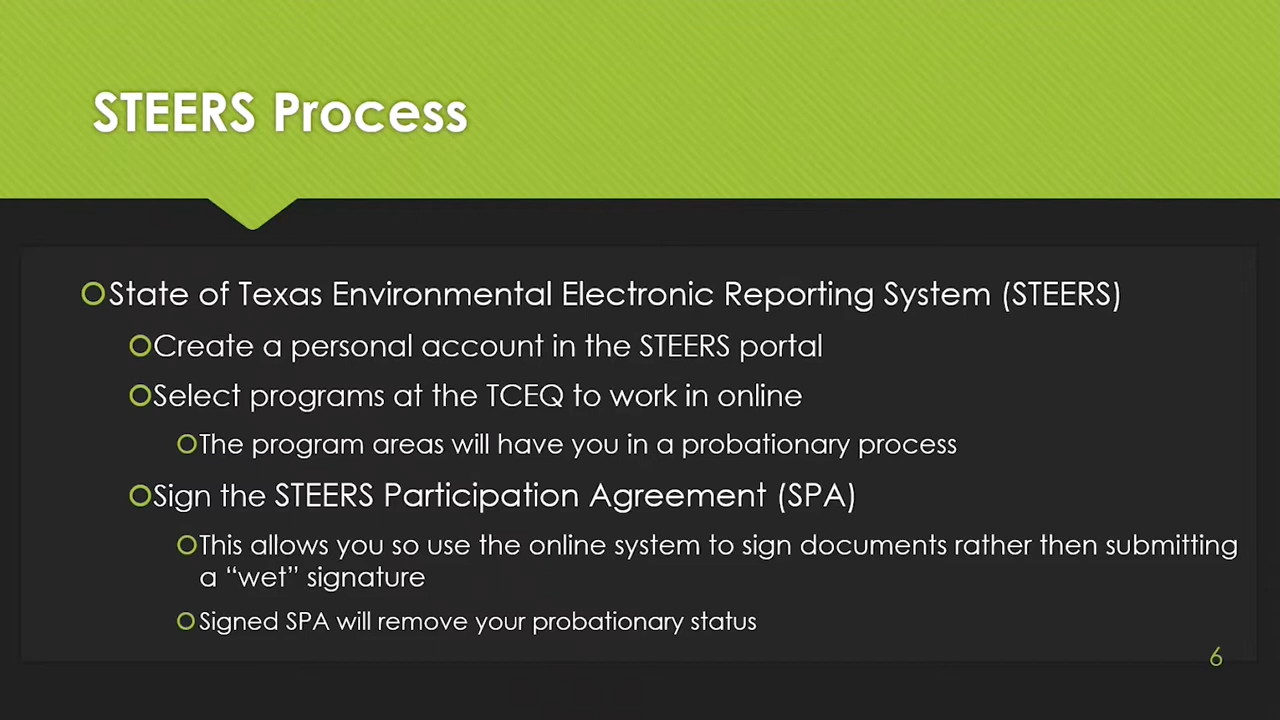 STEERS Process
State of Texas Environmental Electronic Reporting System (STEERS)
Create a personal account in the STEERS portal
Select programs at the TCEQ to work in online
The program areas will have you in a probationary process
Sign the STEERS Participation Agreement (SPA)
This allows you so use the online system to sign documents rather then submitting
a “wet” signature
Signed SPA will remove your probationary status
6